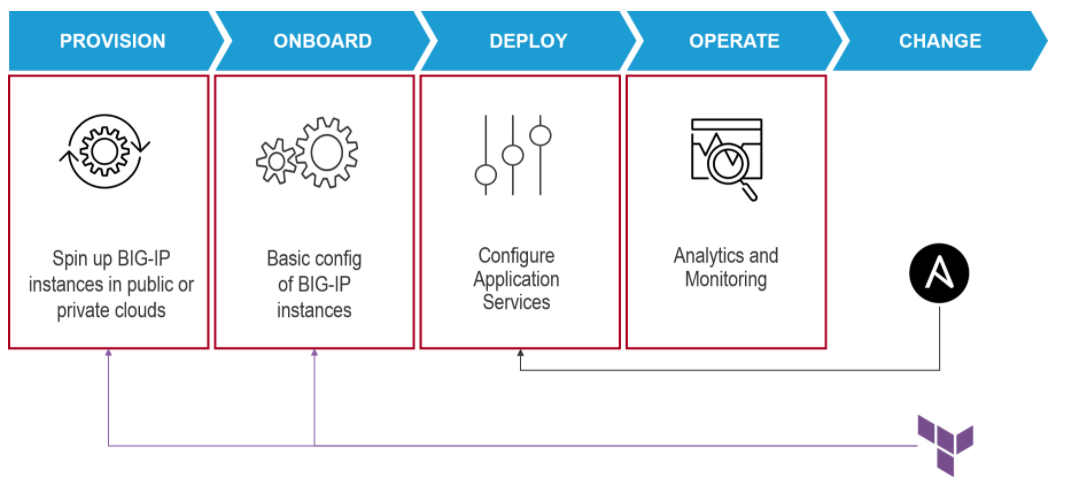 PROVISION
ONBOARD
DEPLOY
OPERATE
CHANGE
Spin up BIG-IP
instances in public or
private clouds
Basic config
of BIG-IP
instances
Configure
Application
Services
Analytics and
Monitoring